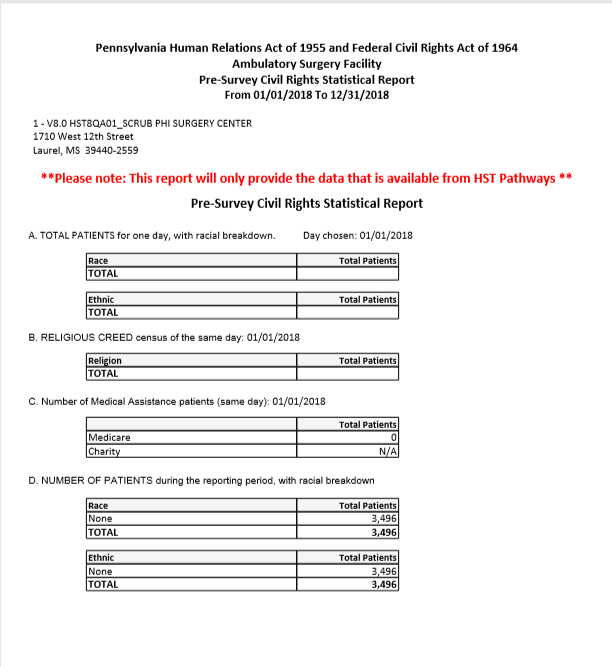 Pennsylvania Human Relations Act of 1955 and Federal Civil Rights Act of 1964
Ambulatory Surgery Facility
Pre-Survey Civil Rights Statistical Report
From 01/01/2018 To 12/31/2018
1 - V8.0 HST8QA01_SCRUB PHI SURGERY CENTER
1710 West 12th Street
Laurel, MS 39440-2559
**Please note: This report will only provide the data that is available from HST Pathways **
Pre-Survey Civil Rights Statistical Report
A. TOTAL PATIENTS for one day, with racial breakdown. Day chosen: 01/01/2018
Race Total Patients
TOTAL
Ethnic Total Patients
TOTAL
B. RELIGIOUS CREED census of the same day: 01/01/2018
Religion Total Patients
TOTAL
C. Number of Medical Assistance patients (same day): 01/01/2018
Total Patients
Medicare 0
Charity N/A
D. NUMBER OF PATIENTS during the reporting period, with racial breakdown
Race Total Patients
None 3,496
TOTAL 3,496
Ethnic Total Patients
None 3,496
TOTAL 3,496